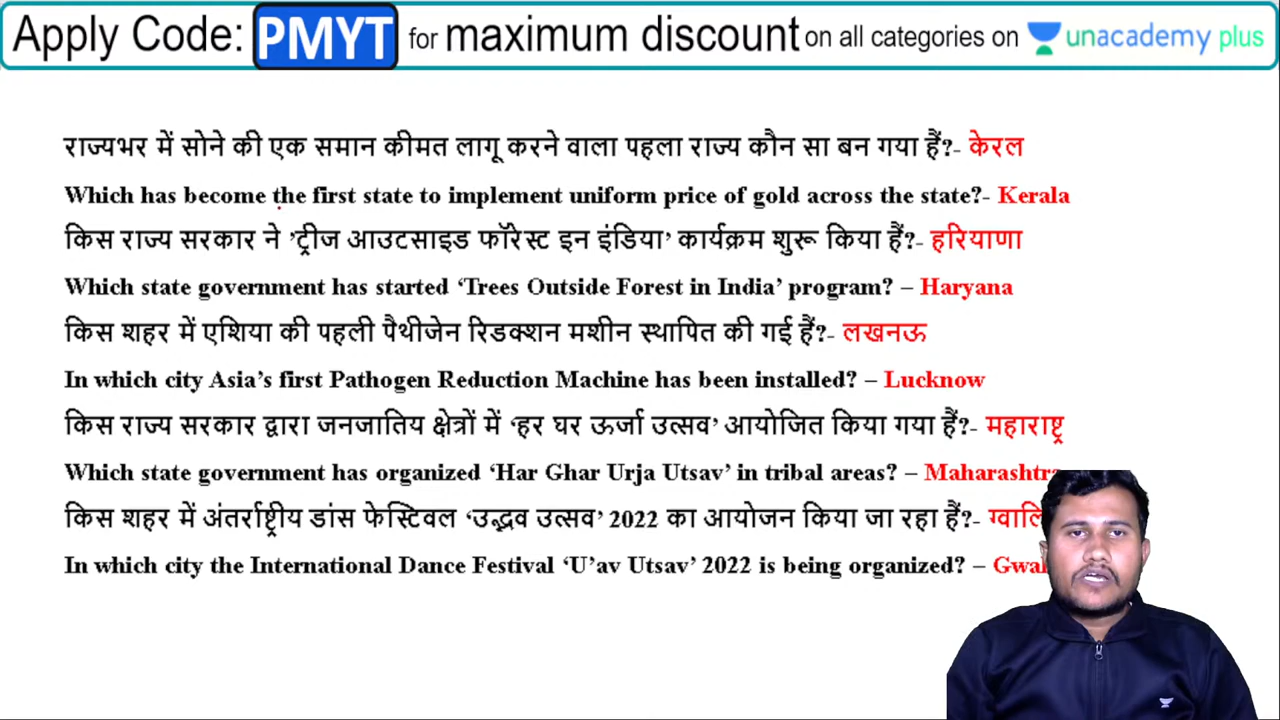 Apply Code: PMYT for maximum discount on all categories on unacademy plus
राज्यभर में सोने की एक समान कीमत लागू करने वाला पहला राज्य कौन सा बन गया हैं?- केरल
Which has become the first state to implement uniform price of gold across the state?- Kerala
किस राज्य सरकार ने 'ट्रीज आउटसाइड फॉरेस्ट इन इंडिया' कार्यक्रम शुरू किया हैं?- हरियाणा
Which state government has started ‘Trees Outside Forest in India’ program? – Haryana
किस शहर में एशिया की पहली पैथीजेन रिडक्शन मशीन स्थापित की गई हैं?- लखनऊ
In which city Asia’s first Pathogen Reduction Machine has been installed? – Lucknow
किस राज्य सरकार द्वारा जनजातिय क्षेत्रों में ‘हर घर ऊर्जा उत्सव’ आयोजित किया गया हैं?- महाराष्ट्र
Which state government has organized ‘Har Ghar Urja Utsav’ in tribal areas? – Maharashtra
किस शहर में अंतर्राष्ट्रीय डांस फेस्टिवल ‘उद्भव उत्सव’ 2022 का आयोजन किया जा रहा हैं?-
In which city the International Dance Festival ‘U’av Utsav’ 2022 is being organized? –